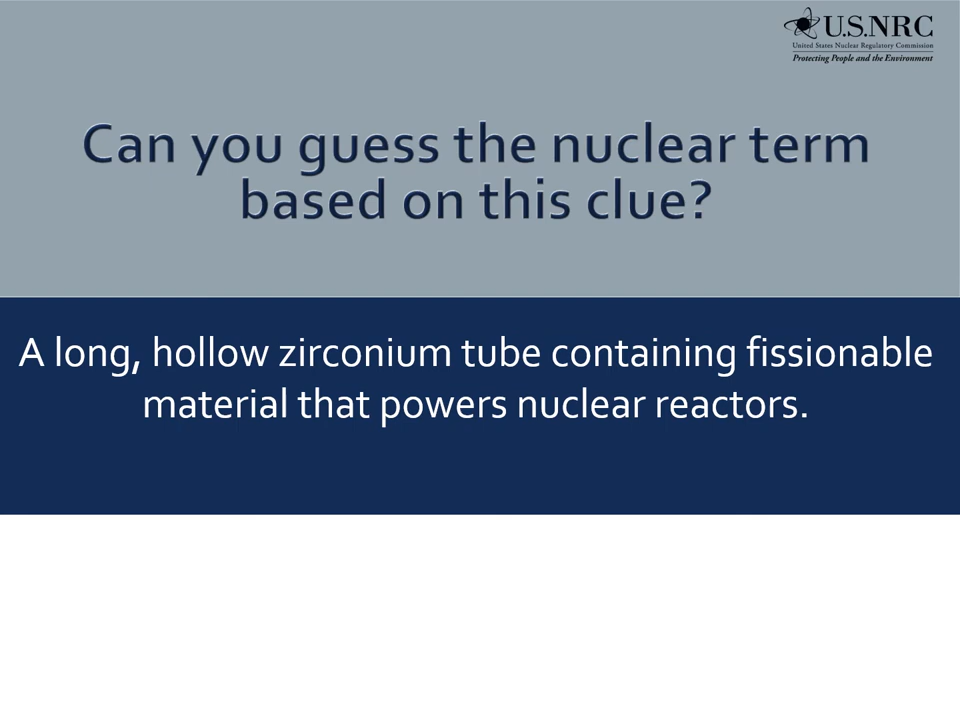 U.S.NRC
United States Nuclear Regulatory Commission
Protecting People and the Environment
Can you guess the nuclear term
based on this clue?
A long, hollow zirconium tube containing fissionable
material that powers nuclear reactors.